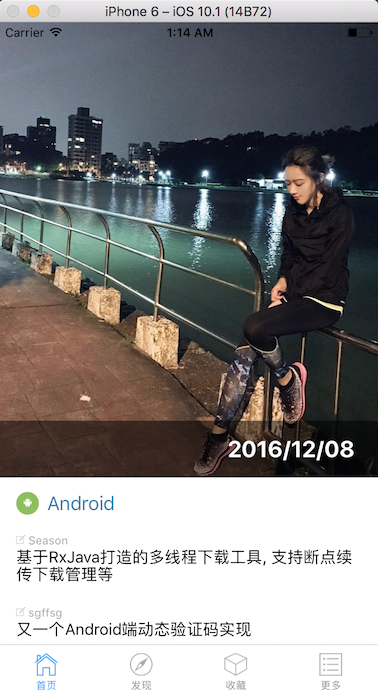 iPhone 6 – iOS 10.1 (14B72)
Carrier 1:14 AM
2016/12/08
Android
Season
基于RxJava打造的多线程下载工具, 支持断点续
传下载管理等
sgffsg
又一个Android端动态验证码实现
首页 发现 收藏 更多